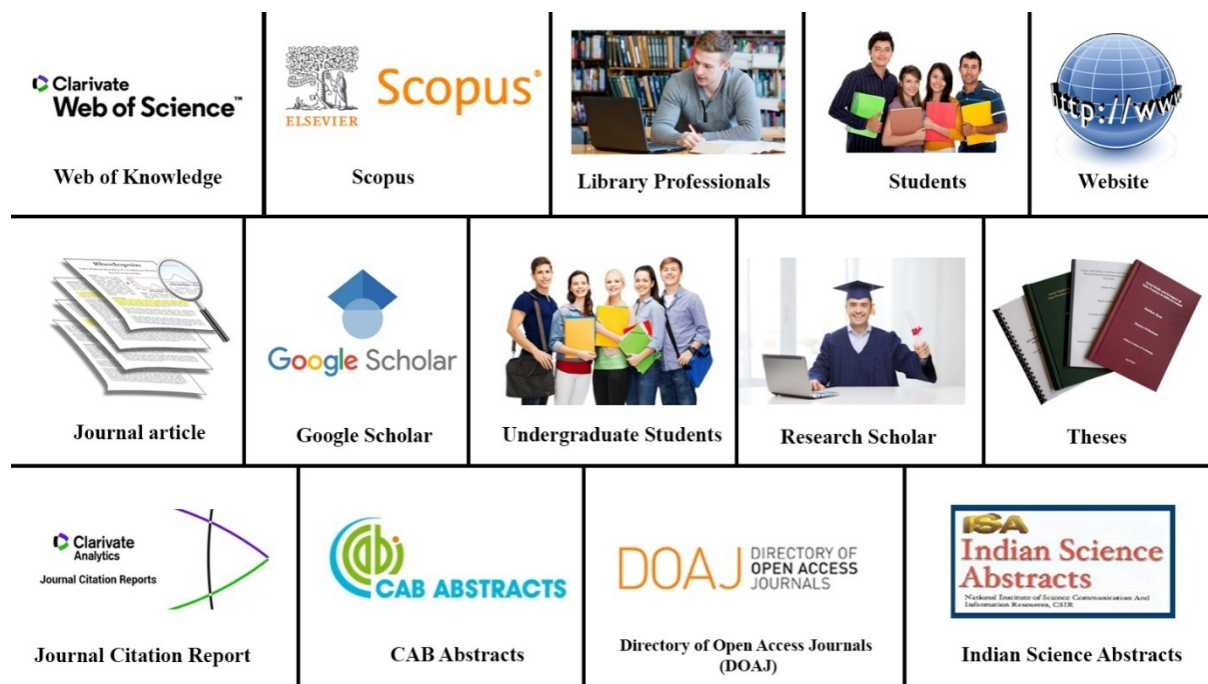 Clarivate
Web of Science™
Web of Knowledge
ELSEVIER
Scopus®
Scopus
Library Professionals
Students
http://www
Website
Journal article
Google Scholar
Google Scholar
Undergraduate Students
Research Scholar
Theses
Clarivate
Analytics
Journal Citation Reports
Journal Citation Report
cabi
CAB ABSTRACTS
CAB Abstracts
DOAJ
DIRECTORY OF
OPEN ACCESS
JOURNALS
Directory of Open Access Journals
(DOAJ)
ISA
Indian Science
Abstracts
National Institute of Science Communication And
Information Resources, CSIR
Indian Science Abstracts